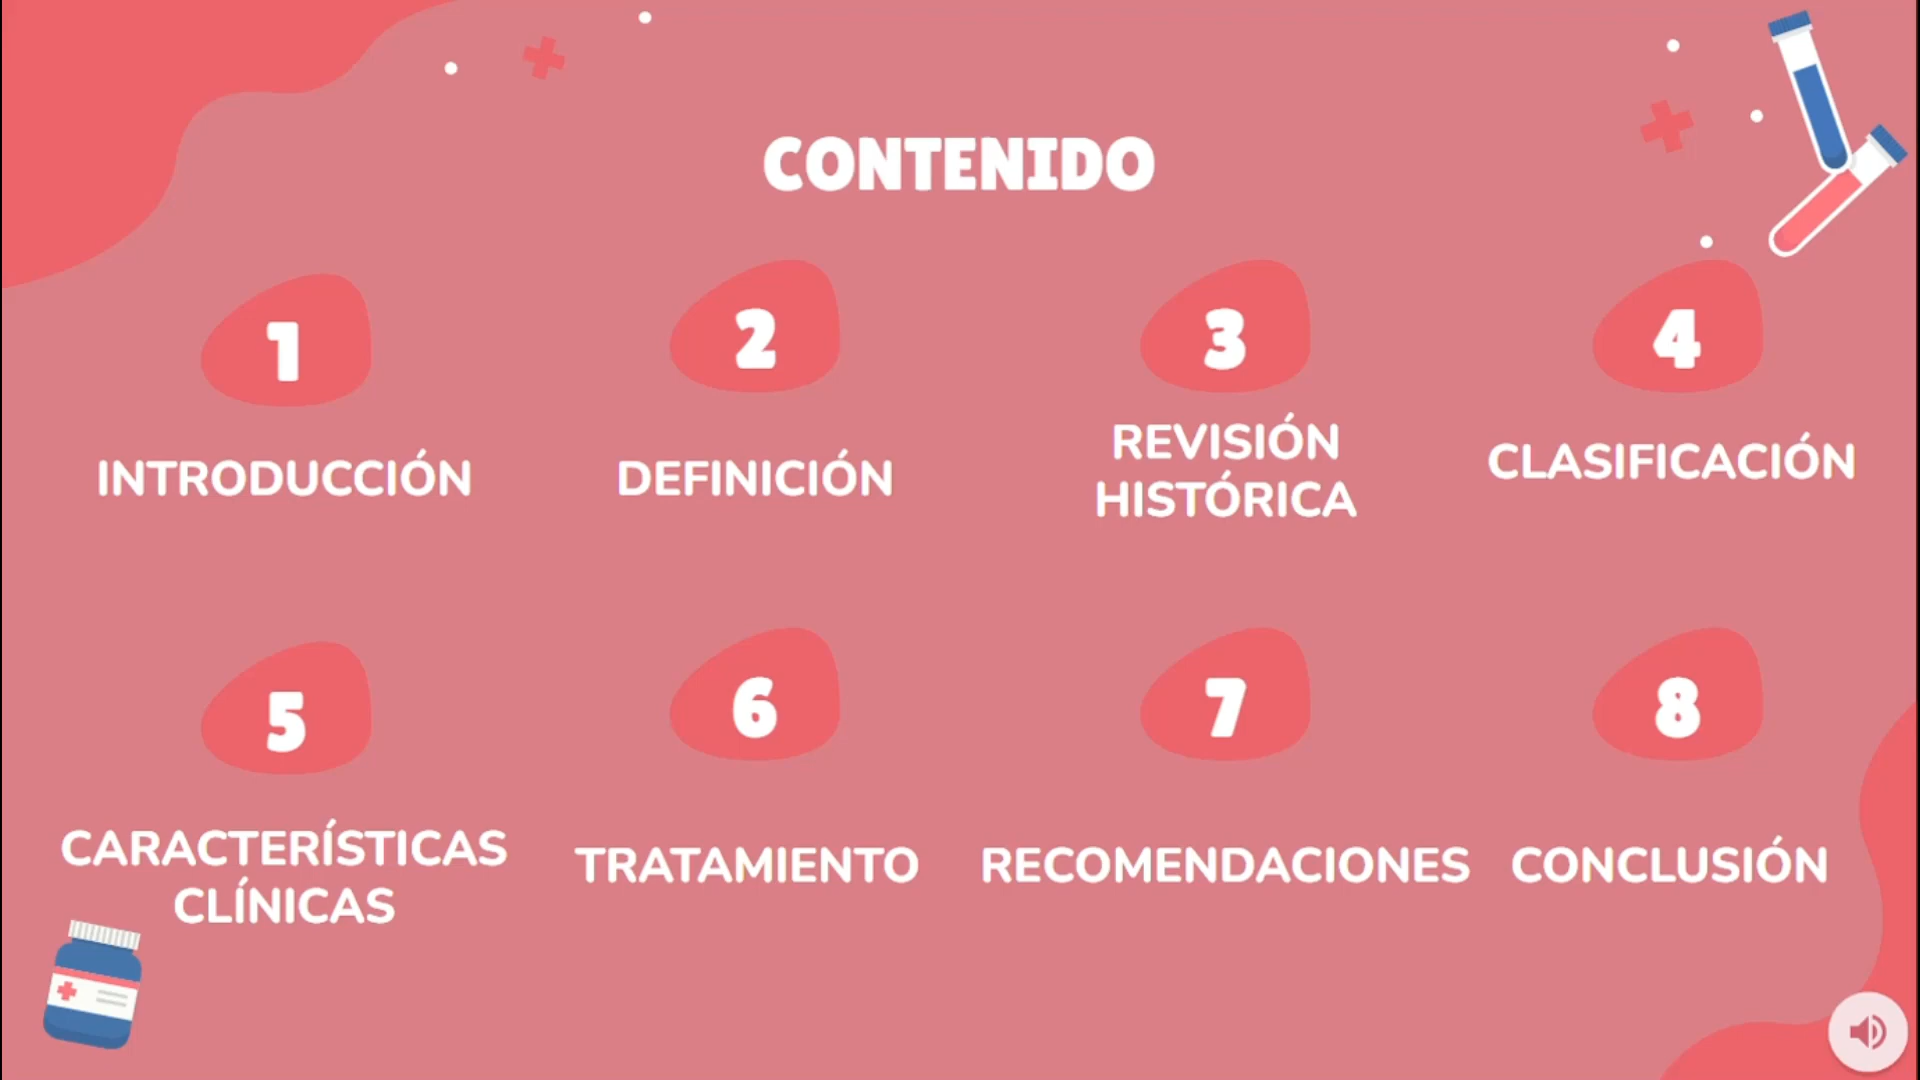 CONTENIDO
1
2
3
4
INTRODUCCIÓN
DEFINICIÓN
REVISIÓN
HISTÓRICA
CLASIFICACIÓN
5
6
7
8
CARACTERÍSTICAS
CLÍNICAS
TRATAMIENTO
RECOMENDACIONES
CONCLUSIÓN